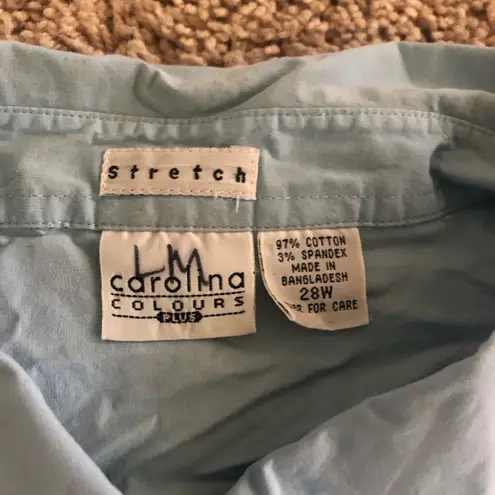 stretch
LM
carolina
COLOURS
PLUS
97% COTTON
3% SPANDEX
MADE IN
BANGLADESH
28W
FOR CARE